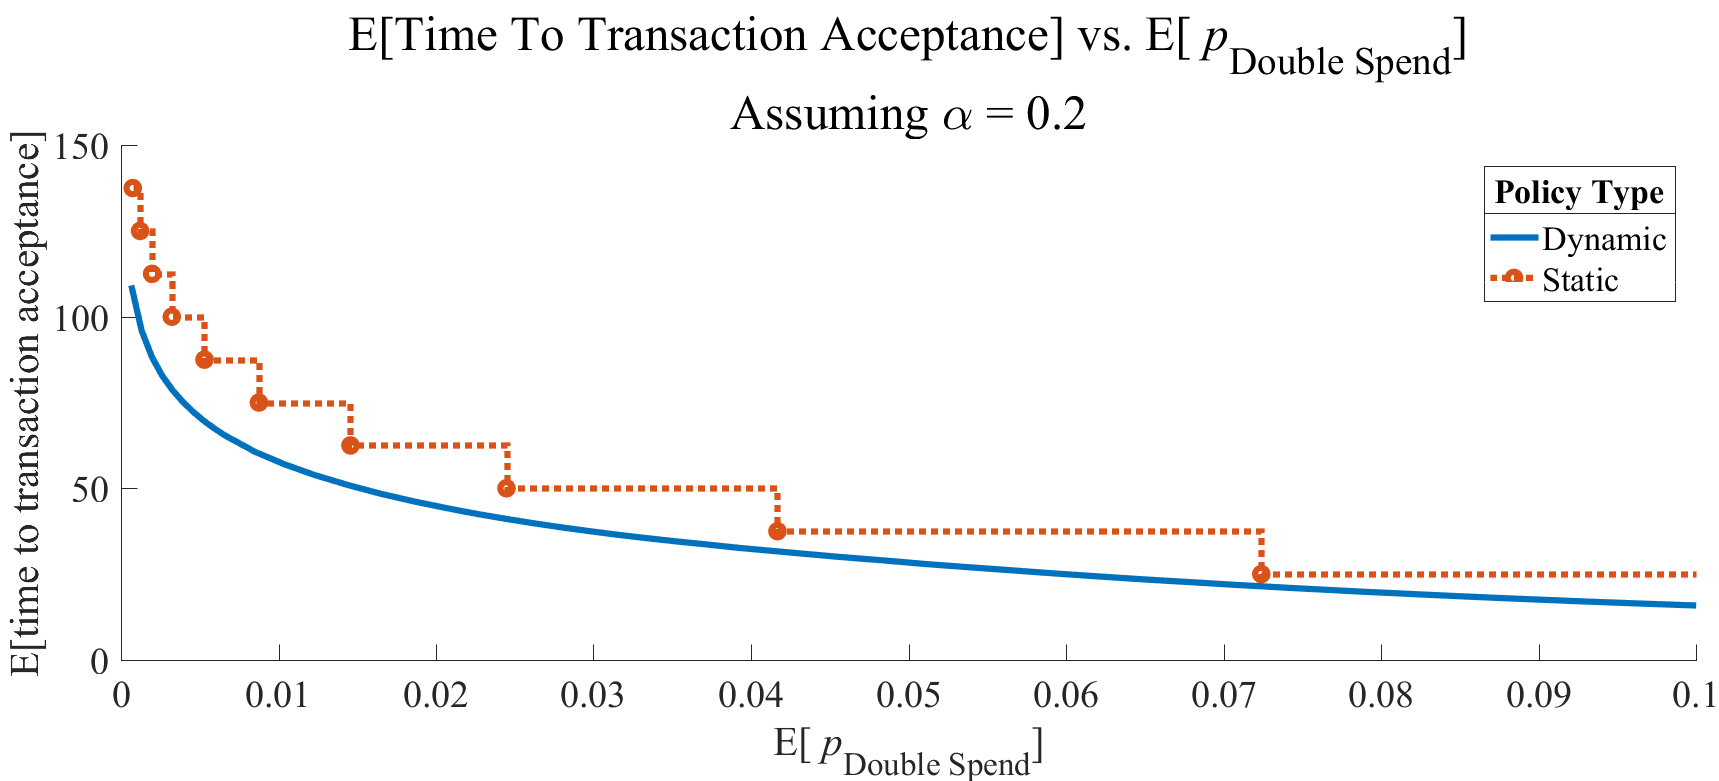 E[Time To Transaction Acceptance] vs. E[ p Double Spend]
Assuming α = 0.2
E[time to transaction acceptance]
150
100
50
0
Policy Type
Dynamic
Static
0 0.01 0.02 0.03 0.04 0.05 0.06 0.07 0.08 0.09 0.1
E[ p Double Spend]